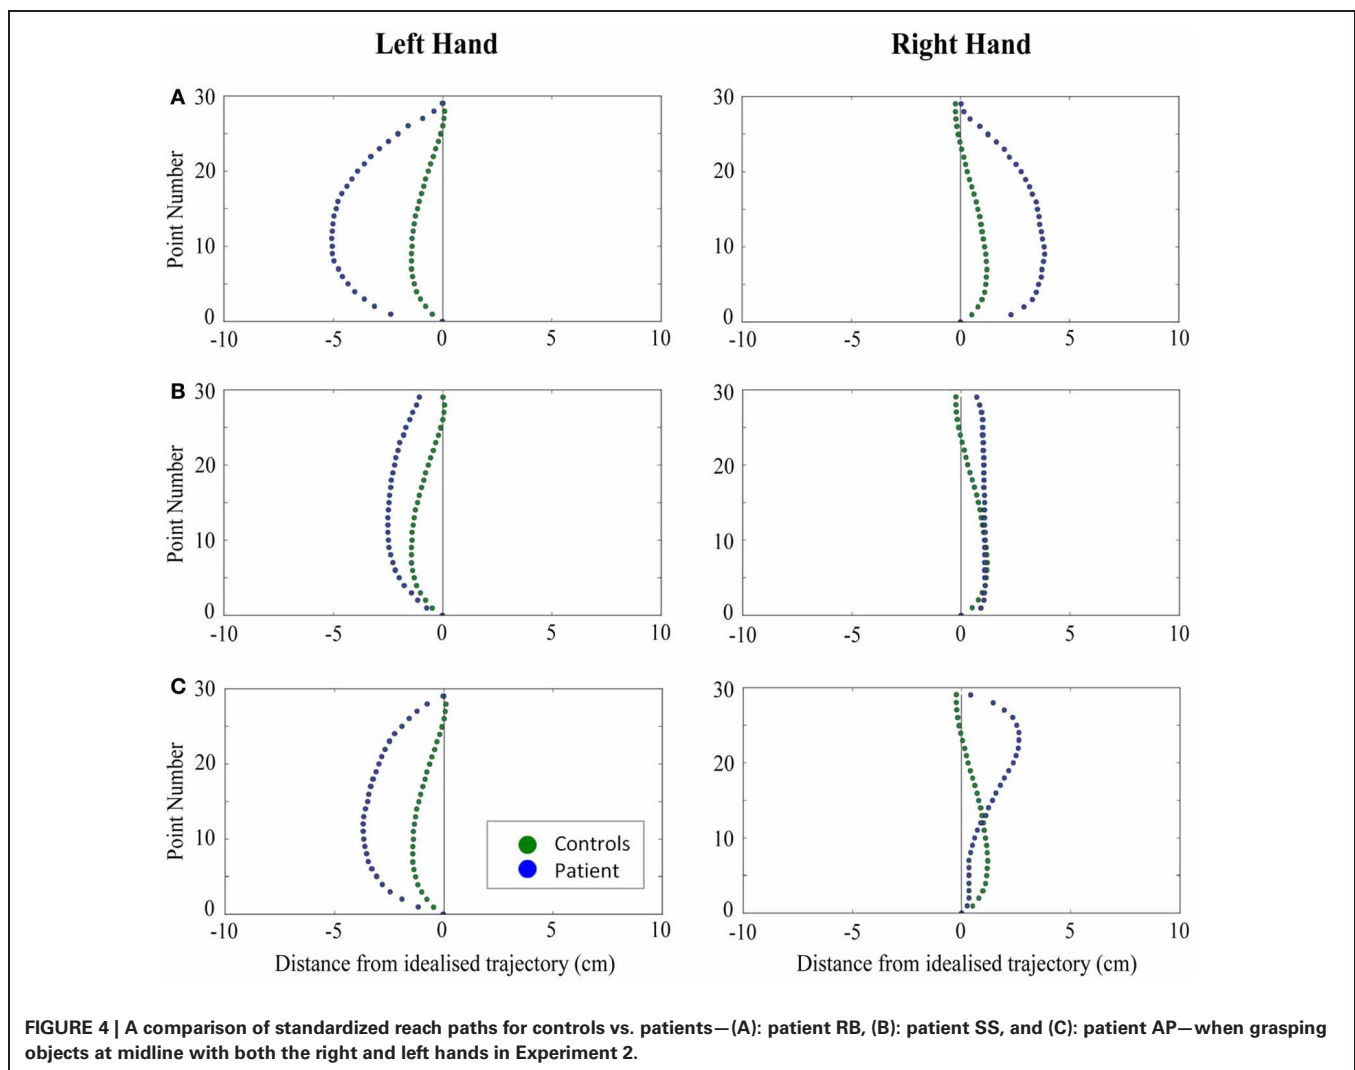 Left Hand
Right Hand
A
30
20
10
0
Point Number
-10 -5 0 5 10
30
20
10
0
-10 -5 0 5 10
B
30
20
10
0
Point Number
-10 -5 0 5 10
30
20
10
0
-10 -5 0 5 10
C
30
20
10
0
Point Number
Controls
Patient
-10 -5 0 5 10
Distance from idealised trajectory (cm)
30
20
10
0
-10 -5 0 5 10
Distance from idealised trajectory (cm)
FIGURE 4 | A comparison of standardized reach paths for controls vs. patients—(A): patient RB, (B): patient SS, and (C): patient AP—when grasping
objects at midline with both the right and left hands in Experiment 2.